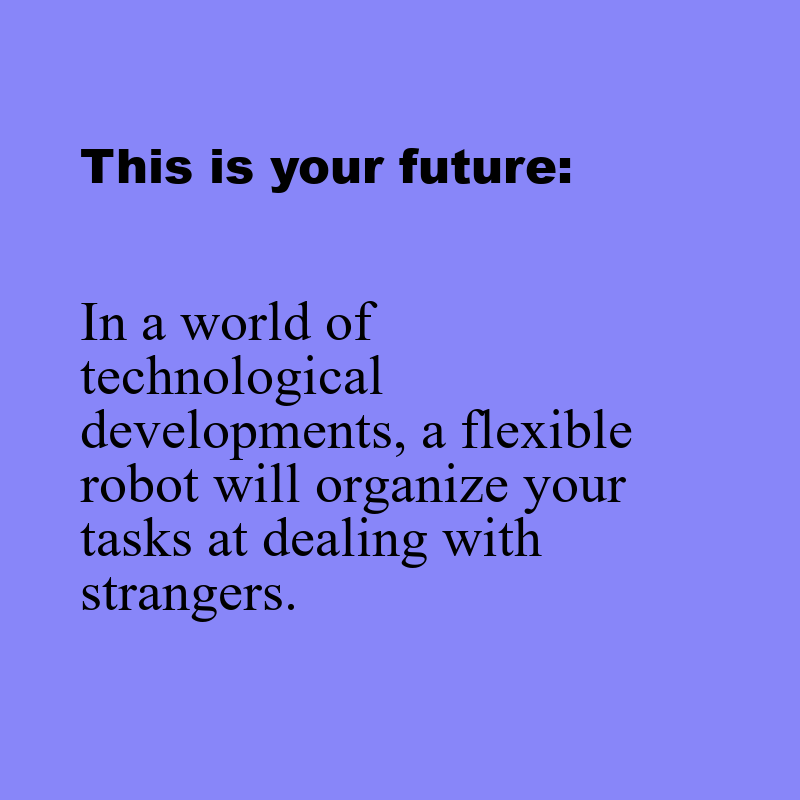 This is your future:
In a world of
technological
developments, a flexible
robot will organize your
tasks at dealing with
strangers.